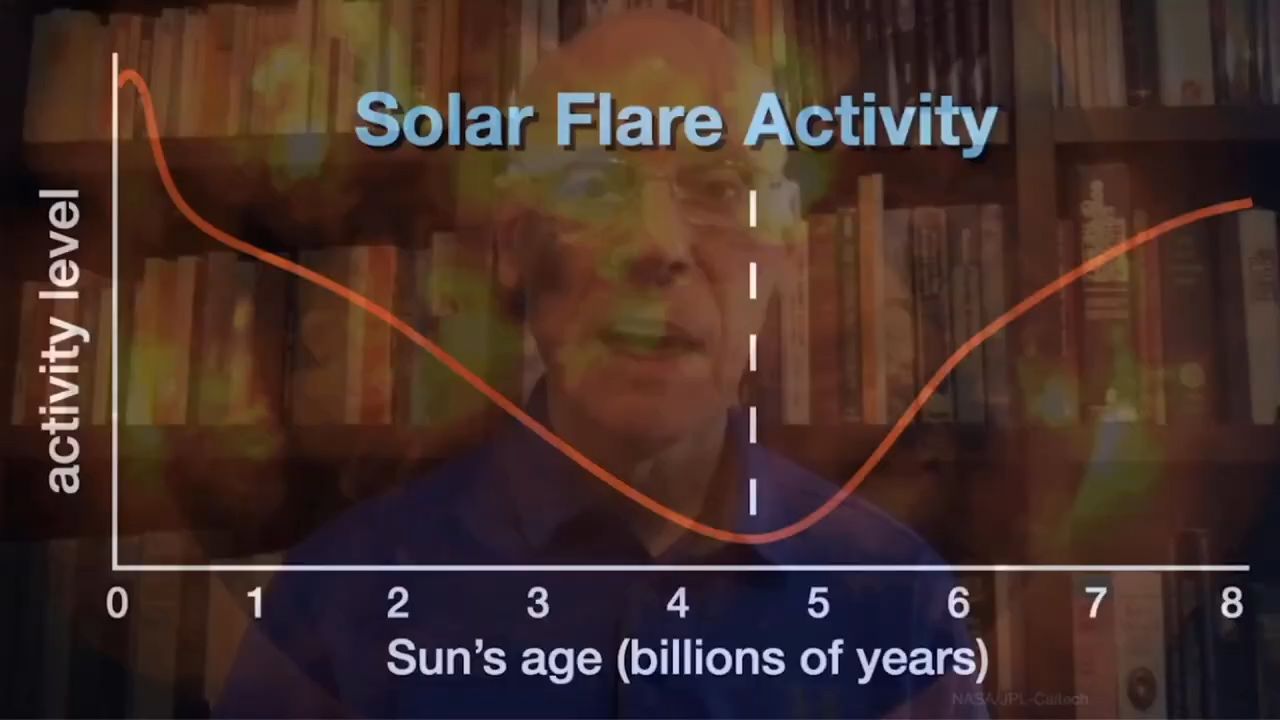 Solar Flare Activity
activity level
0 1 2 3 4 5 6 7 8
Sun's age (billions of years)
NASA/JPL-Caltech